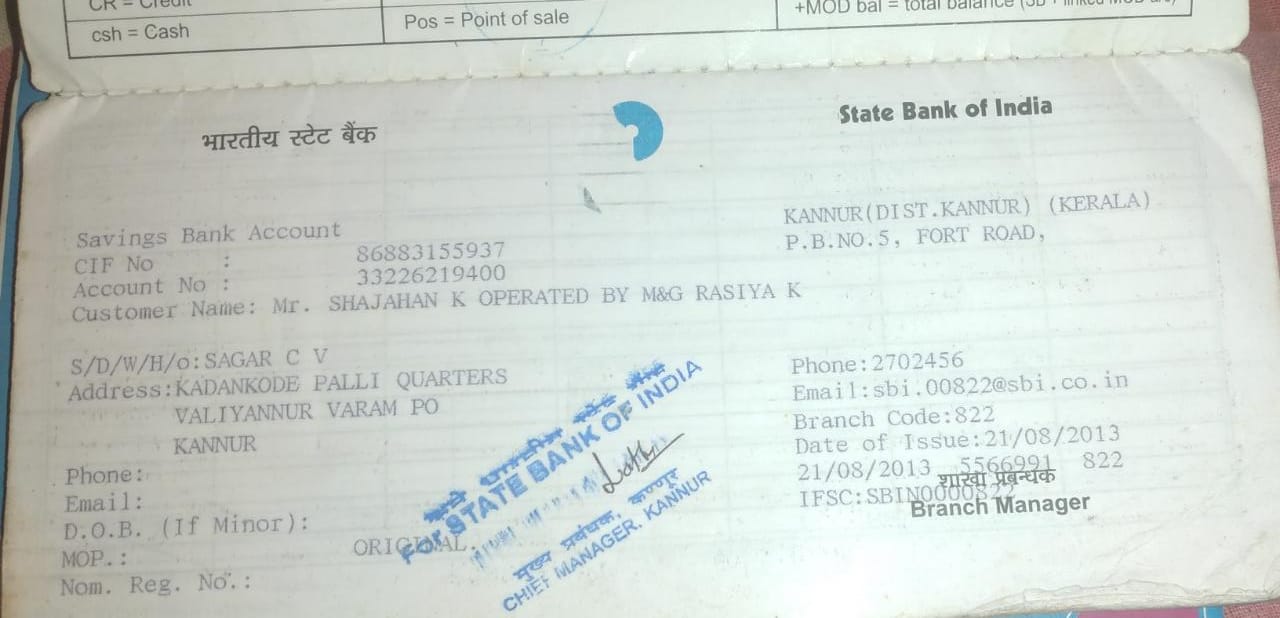 CR = Credit
csh = Cash
Pos = Point of sale
+MOD bal = total balance (SB + linked MOD a/c)
भारतीय स्टेट बैंक
State Bank of India
KANNUR(DIST.KANNUR) (KERALA)
P.B.NO.5, FORT ROAD,
Savings Bank Account
CIF No : 86883155937
Account No : 33226219400
Customer Name: Mr. SHAJAHAN K OPERATED BY M&G RASIYA K
S/D/W/H/o:SAGAR C V
Address:KADANKODE PALLI QUARTERS
VALIYANNUR VARAM PO
KANNUR
Phone:
Email:
D.O.B. (If Minor):
MOP.:
ORIGINAL.
Nom. Reg. No.:
Phone:2702456
Email:sbi.00822@sbi.co.in
Branch Code:822
Date of Issue:21/08/2013
21/08/2013 5566991 822
IFSC:SBIN0000822
शाखा प्रबन्धक
Branch Manager
For STATE BANK OF INDIA
मुख्य प्रबंधक, कण्णूर
CHIEF MANAGER, KANNUR